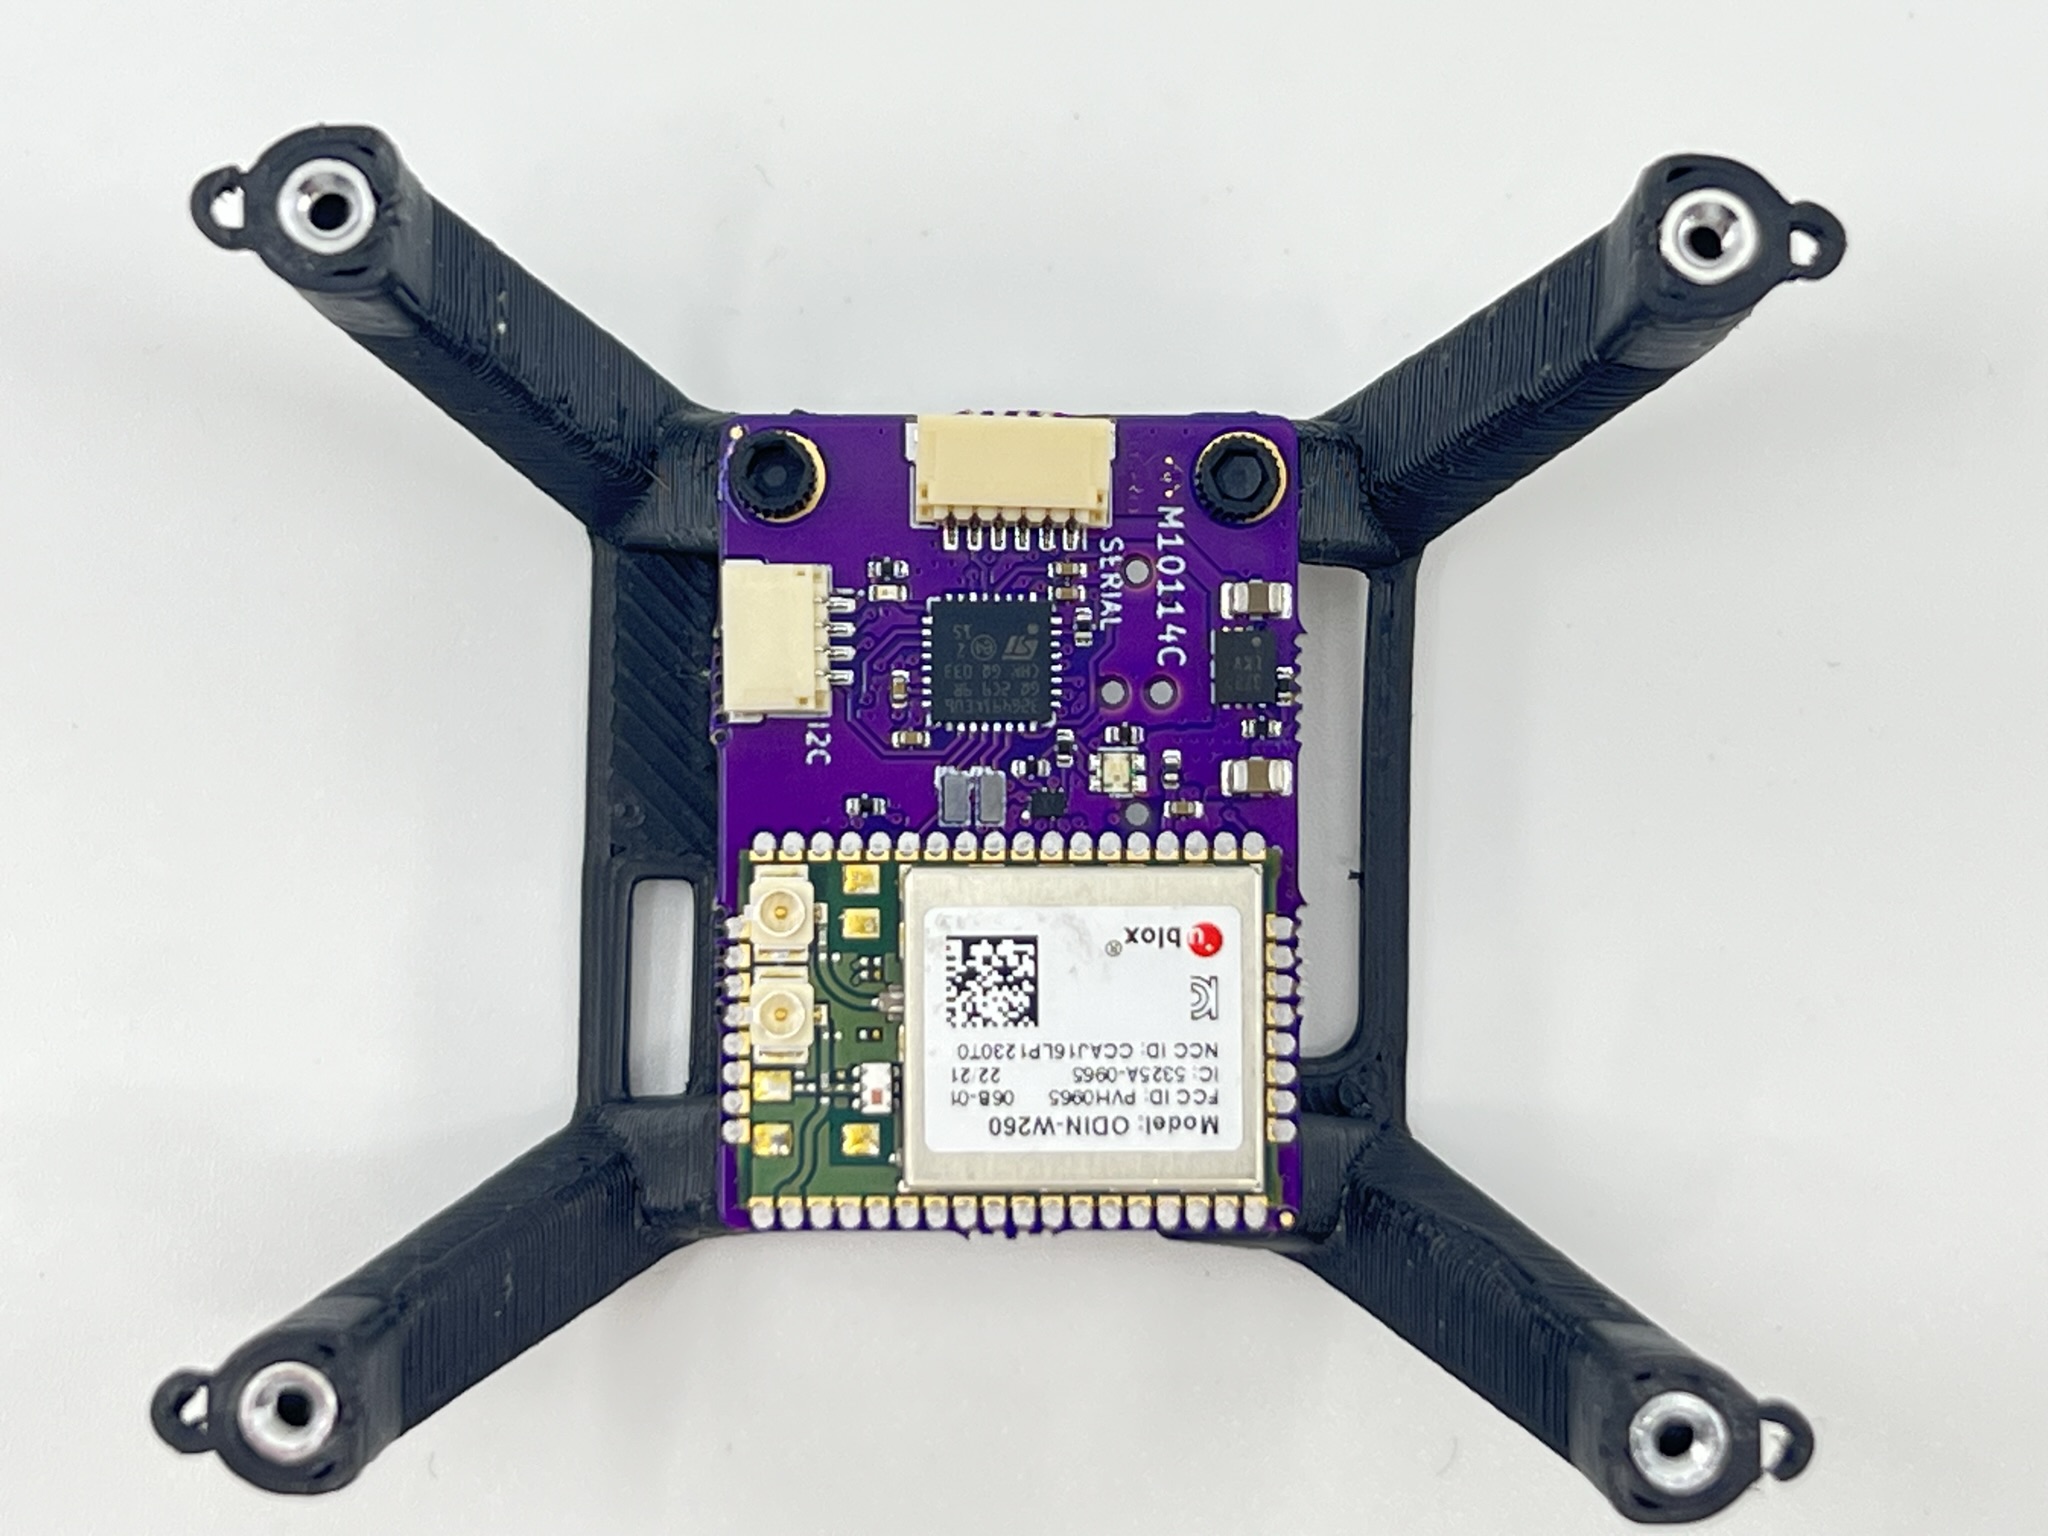 M10114C
SERIAL
I2C
ublox®
Model: ODIN-W260
FCC ID: PVH0965 06B-01
IC: 5325A-0965 22/21
NCC ID: CCAJ16LP1230T0